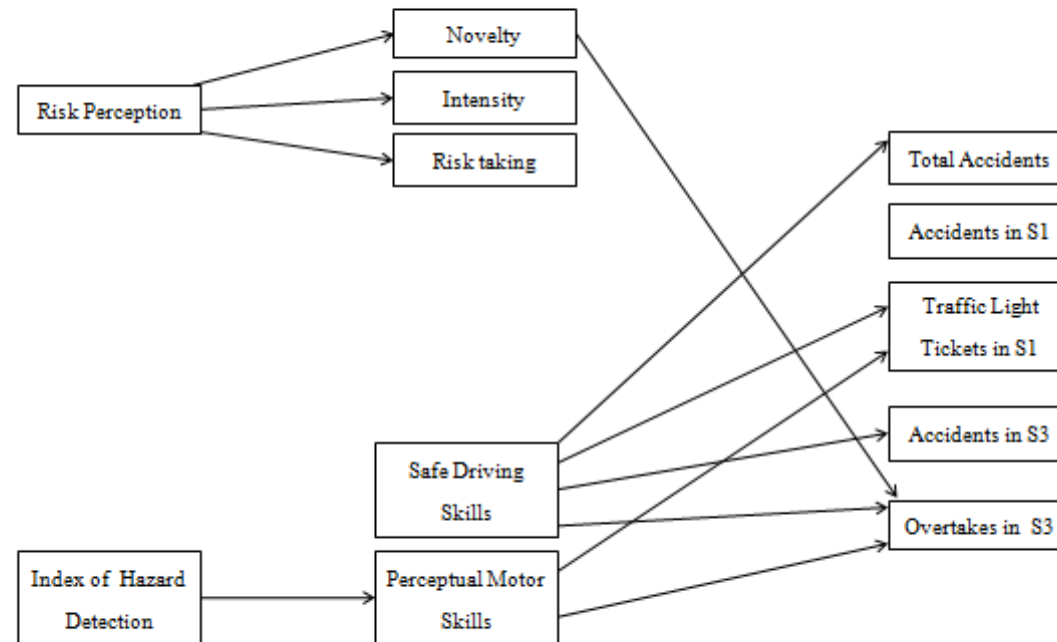 Novelty
Risk Perception
Intensity
Risk taking
Total Accidents
Accidents in S1
Traffic Light
Tickets in S1
Accidents in S3
Safe Driving
Skills
Overtakes in S3
Index of Hazard
Detection
Perceptual Motor
Skills